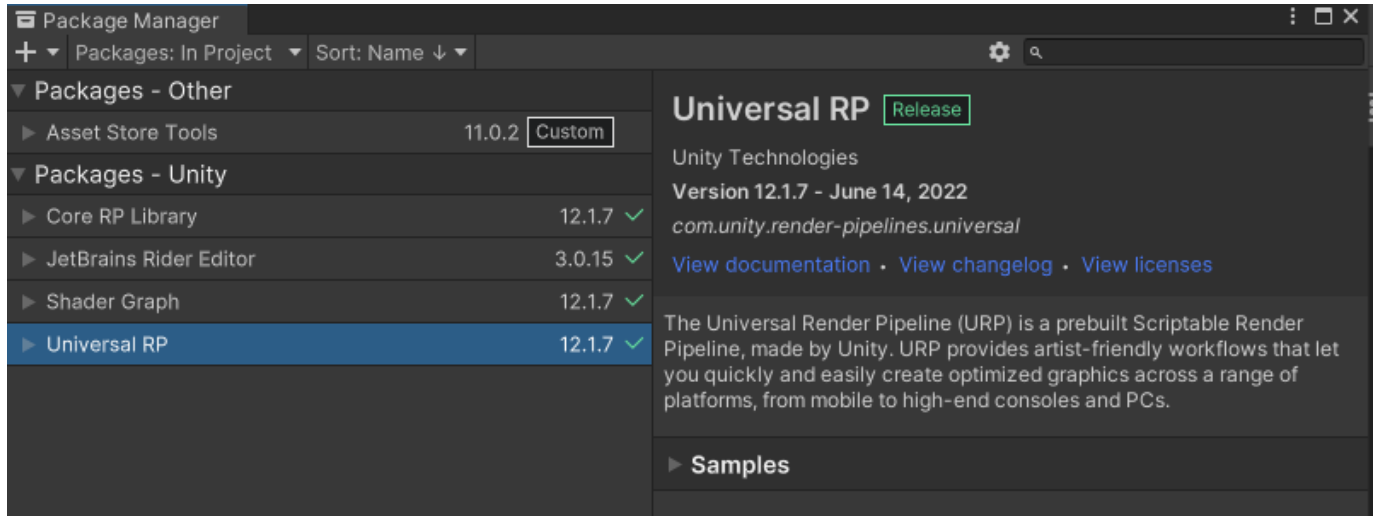 Package Manager
Packages: In Project Sort: Name ↓
Packages - Other
Asset Store Tools 11.0.2 Custom
Packages - Unity
Core RP Library 12.1.7
JetBrains Rider Editor 3.0.15
Shader Graph 12.1.7
Universal RP 12.1.7
Universal RP Release
Unity Technologies
Version 12.1.7 - June 14, 2022
com.unity.render-pipelines.universal
View documentation • View changelog • View licenses
The Universal Render Pipeline (URP) is a prebuilt Scriptable Render
Pipeline, made by Unity. URP provides artist-friendly workflows that let
you quickly and easily create optimized graphics across a range of
platforms, from mobile to high-end consoles and PCs.
Samples